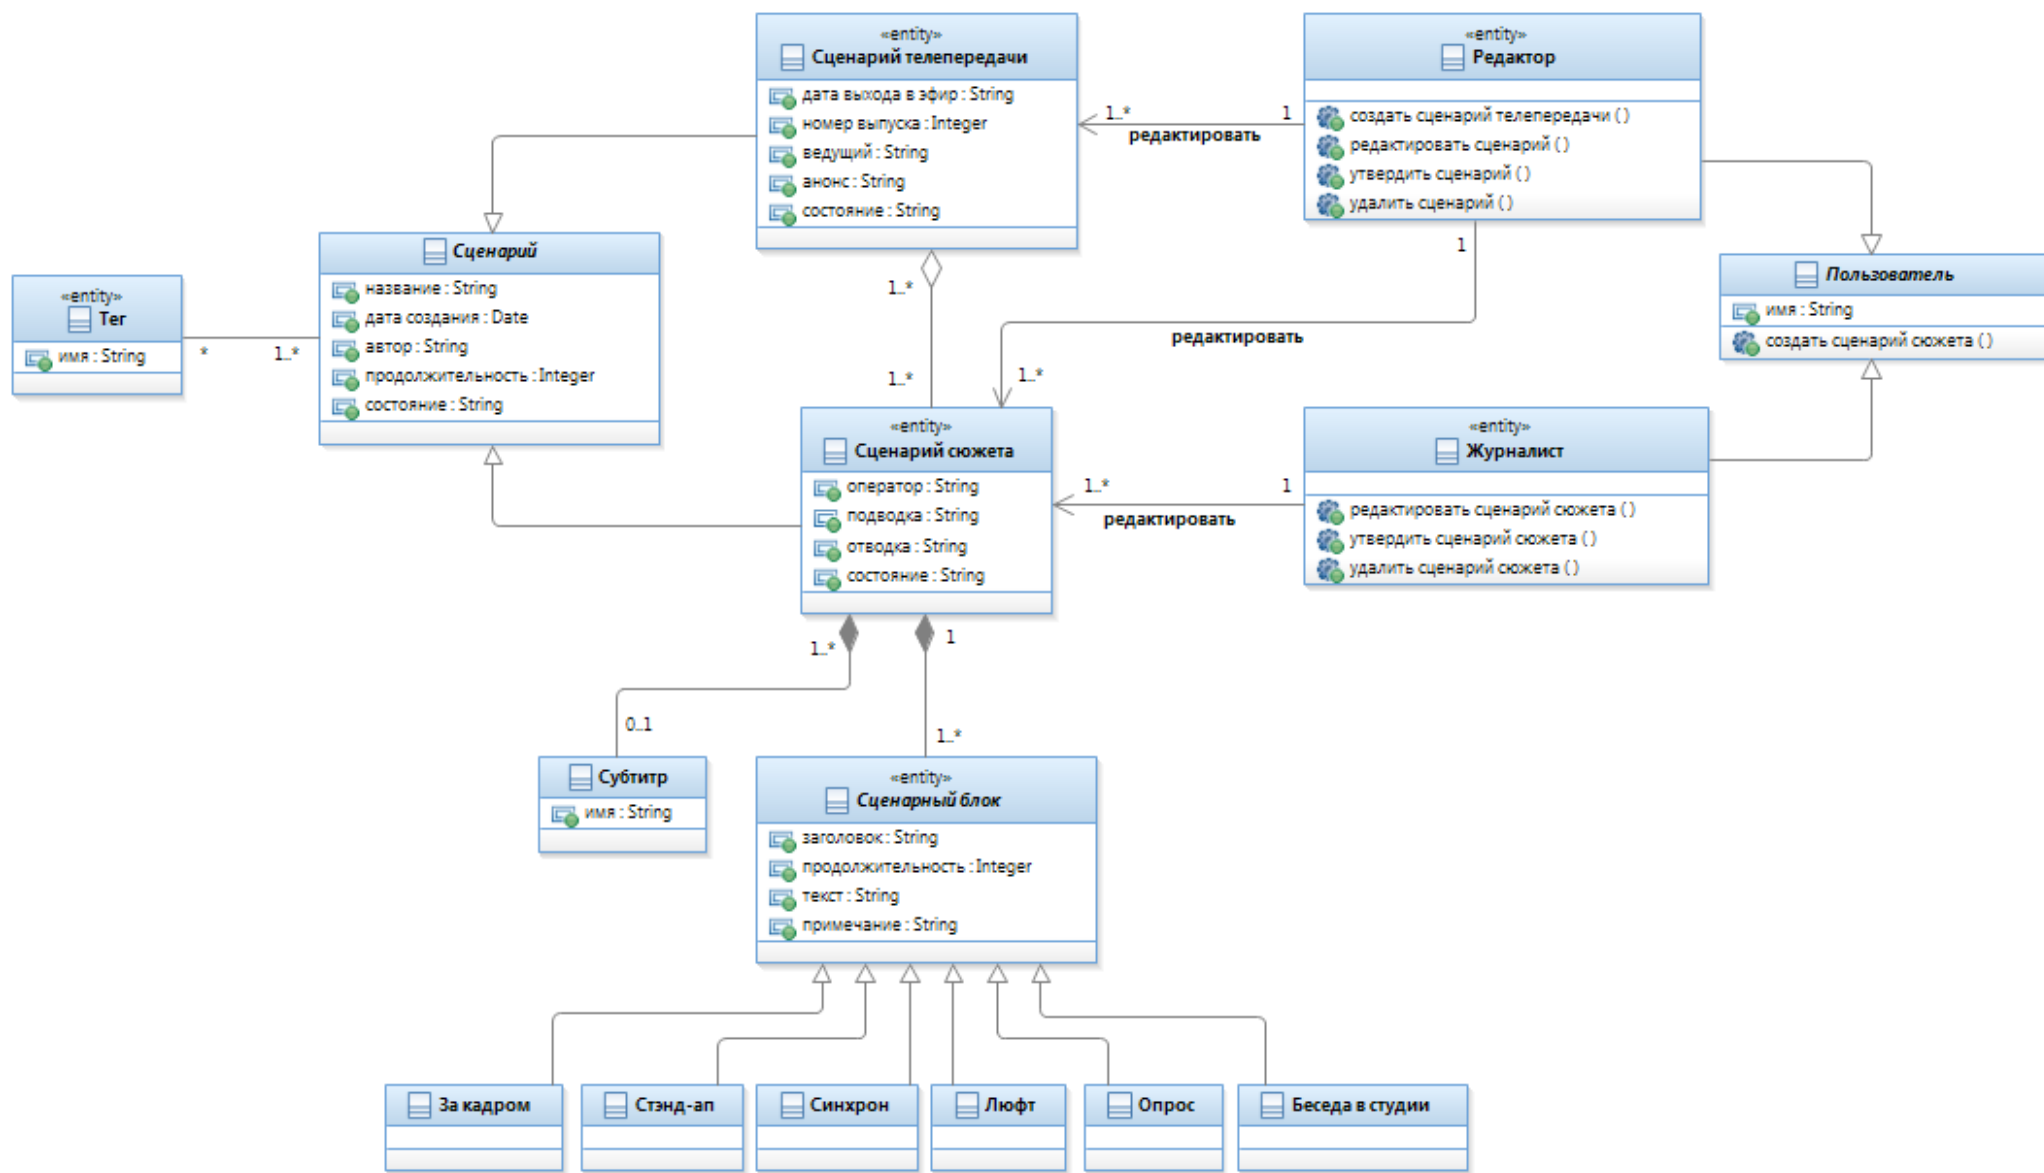 «entity»
Сценарий телепередачи
дата выхода в эфир : String
номер выпуска : Integer
ведущий : String
анонс : String
состояние : String
«entity»
Редактор
создать сценарий телепередачи ( )
редактировать сценарий ( )
утвердить сценарий ( )
удалить сценарий ( )
1..*
1
редактировать
«entity»
Тег
имя : String
*
1..*
Сценарий
название : String
дата создания : Date
автор : String
продолжительность : Integer
состояние : String
1..*
1..*
1
редактировать
1..*
Пользователь
имя : String
создать сценарий сюжета ( )
«entity»
Сценарий сюжета
оператор : String
подводка : String
отводка : String
состояние : String
1..*
1
редактировать
«entity»
Журналист
редактировать сценарий сюжета ( )
утвердить сценарий сюжета ( )
удалить сценарий сюжета ( )
1..*
1
0..1
1..*
Субтитр
имя : String
«entity»
Сценарный блок
заголовок : String
продолжительность : Integer
текст : String
примечание : String
За кадром
Стэнд-ап
Синхрон
Люфт
Опрос
Беседа в студии